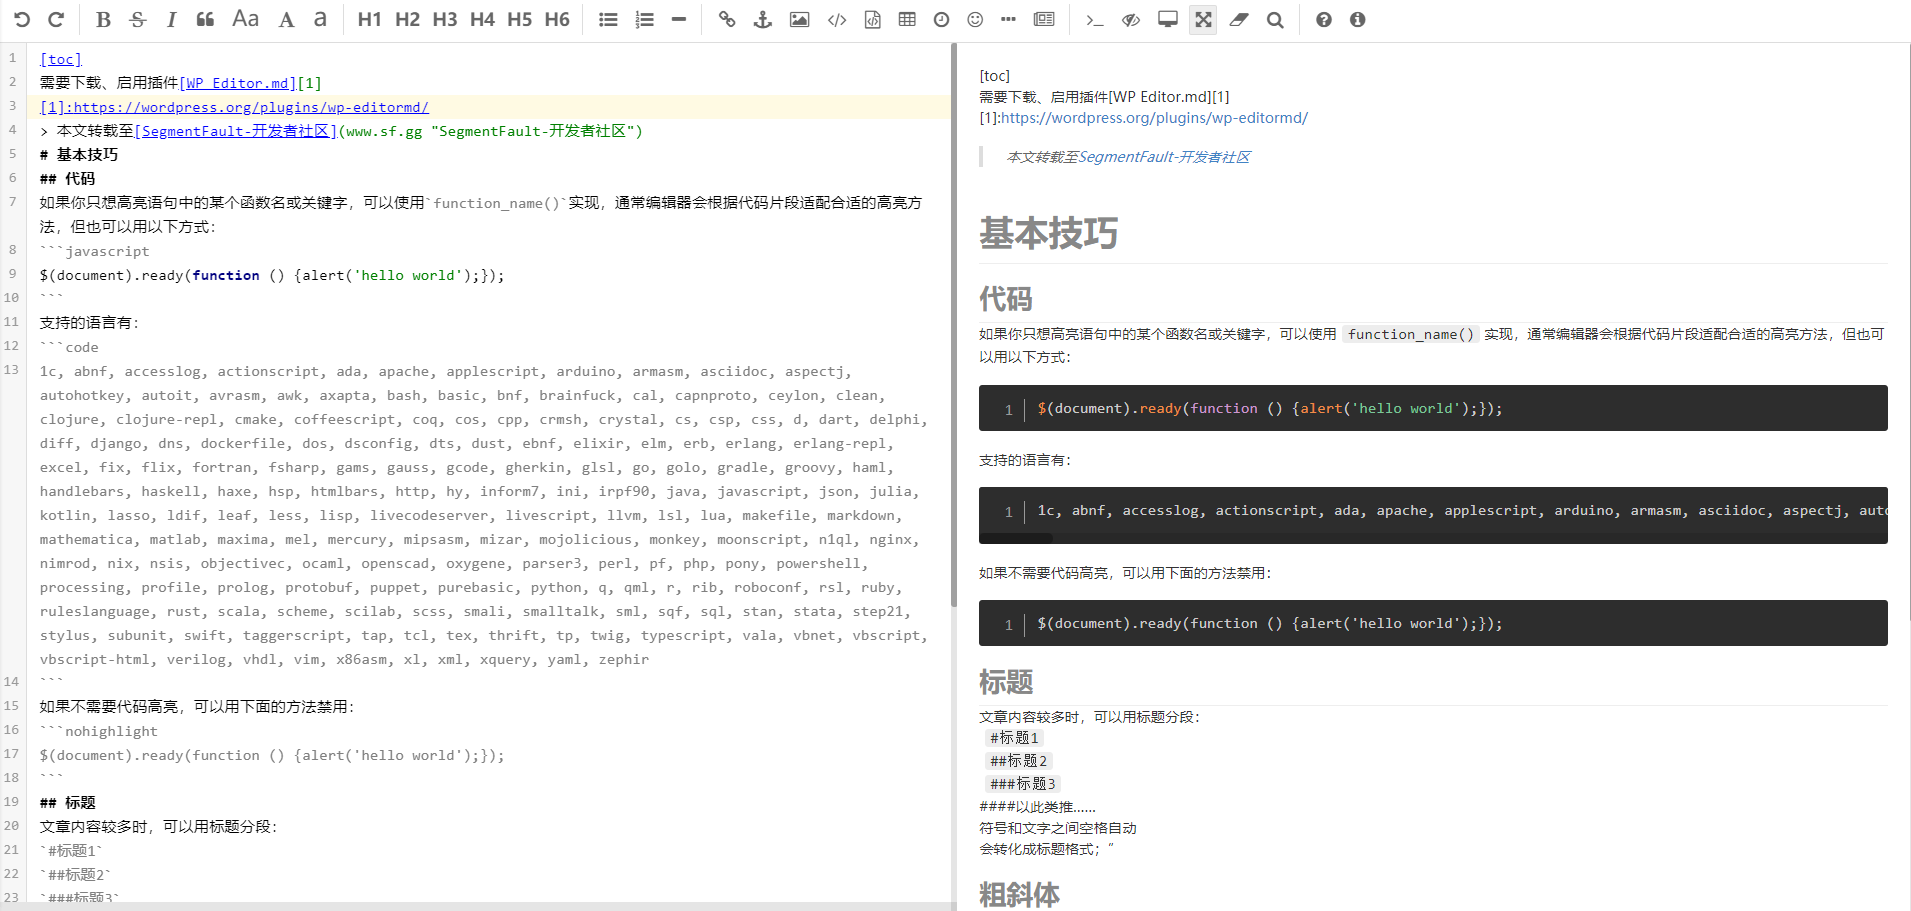 B S I Aa A a H1 H2 H3 H4 H5 H6
1 [toc]
2 需要下载、启用插件[WP Editor.md][1]
3 [1]:https://wordpress.org/plugins/wp-editormd/
4 > 本文转载至[SegmentFault-开发者社区](www.sf.gg "SegmentFault-开发者社区")
5 # 基本技巧
6 ## 代码
7 如果你只想高亮语句中的某个函数名或关键字，可以使用`function_name()`实现，通常编辑器会根据代码片段适配合适的高亮方
法，但也可以用以下方式：
8 ```javascript
9 $(document).ready(function () {alert('hello world');});
10 ```
11 支持的语言有：
12 ```code
13 1c, abnf, accesslog, actionscript, ada, apache, applescript, arduino, armasm, asciidoc, aspectj,
autohotkey, autoit, avrasm, awk, axapta, bash, basic, bnf, brainfuck, cal, capnproto, ceylon, clean,
clojure, clojure-repl, cmake, coffeescript, coq, cos, cpp, crmsh, crystal, cs, csp, css, d, dart, delphi,
diff, django, dns, dockerfile, dos, dsconfig, dts, dust, ebnf, elixir, elm, erb, erlang, erlang-repl,
excel, fix, flix, fortran, fsharp, gams, gauss, gcode, gherkin, glsl, go, golo, gradle, groovy, haml,
handlebars, haskell, haxe, hsp, htmlbars, http, hy, inform7, ini, irpf90, java, javascript, json, julia,
kotlin, lasso, ldif, leaf, less, lisp, livecodeserver, livescript, llvm, lsl, lua, makefile, markdown,
mathematica, matlab, maxima, mel, mercury, mipsasm, mizar, mojolicious, monkey, moonscript, n1ql, nginx,
nimrod, nix, nsis, objectivec, ocaml, openscad, oxygene, parser3, perl, pf, php, pony, powershell,
processing, profile, prolog, protobuf, puppet, purebasic, python, q, qml, r, rib, roboconf, rsl, ruby,
ruleslanguage, rust, scala, scheme, scilab, scss, smali, smalltalk, sml, sqf, sql, stan, stata, step21,
stylus, subunit, swift, taggerscript, tap, tcl, tex, thrift, tp, twig, typescript, vala, vbnet, vbscript,
vbscript-html, verilog, vhdl, vim, x86asm, xl, xml, xquery, yaml, zephir
14 ```
15 如果不需要代码高亮，可以用下面的方法禁用：
16 ```nohighlight
17 $(document).ready(function () {alert('hello world');});
18 ```
19 ## 标题
20 文章内容较多时，可以用标题分段：
21 `#标题1`
22 `##标题2`
23 `###标题3`
[toc]
需要下载、启用插件[WP Editor.md][1]
[1]:https://wordpress.org/plugins/wp-editormd/
本文转载至SegmentFault-开发者社区
基本技巧
代码
如果你只想高亮语句中的某个函数名或关键字，可以使用 function_name() 实现，通常编辑器会根据代码片段适配合适的高亮方法，但也可
以用以下方式：
1 $(document).ready(function () {alert('hello world');});
支持的语言有：
1 1c, abnf, accesslog, actionscript, ada, apache, applescript, arduino, armasm, asciidoc, aspectj, auto
如果不需要代码高亮，可以用下面的方法禁用：
1 $(document).ready(function () {alert('hello world');});
标题
文章内容较多时，可以用标题分段：
#标题1
##标题2
###标题3
####以此类推……
符号和文字之间空格自动
会转化成标题格式；”
粗斜体